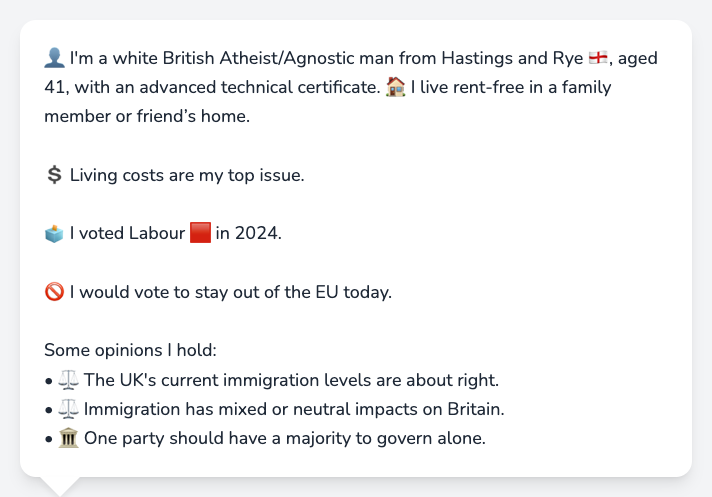 👤 I'm a white British Atheist/Agnostic man from Hastings and Rye 🏴󠁧󠁢󠁥󠁮󠁧󠁿, aged
41, with an advanced technical certificate. 🏠 I live rent-free in a family
member or friend’s home.
💲 Living costs are my top issue.
🗳️ I voted Labour 🟥 in 2024.
🚫 I would vote to stay out of the EU today.
Some opinions I hold:
• ⚖️ The UK's current immigration levels are about right.
• ⚖️ Immigration has mixed or neutral impacts on Britain.
• 🏛️ One party should have a majority to govern alone.